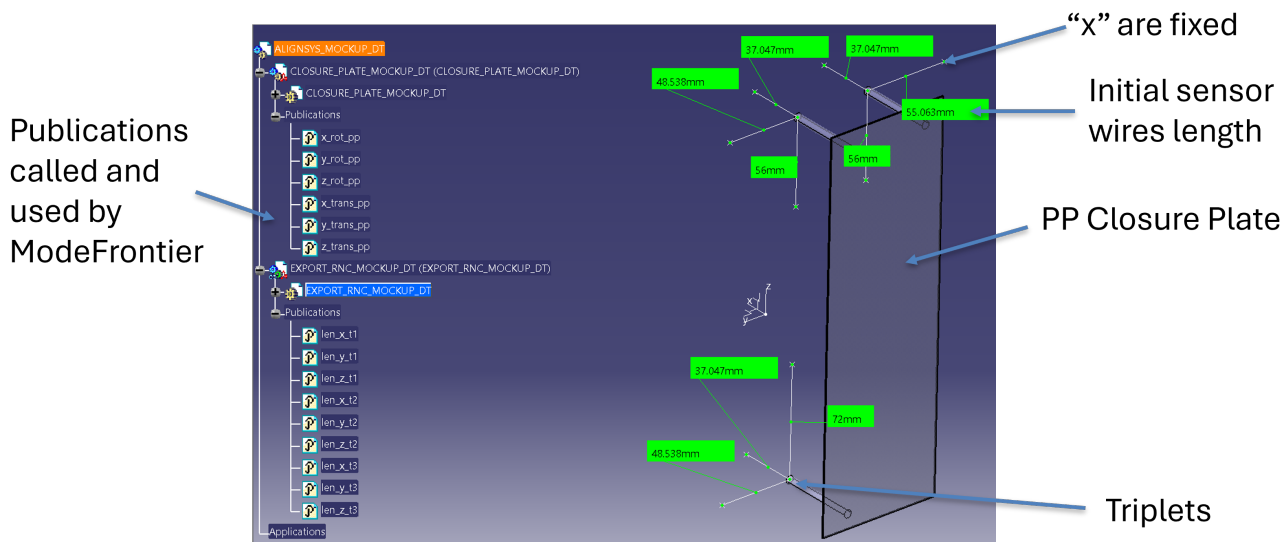 Publications
called and
used by
ModeFrontier
ALIGNSYS_MOCKUP_DT
CLOSURE_PLATE_MOCKUP_DT (CLOSURE_PLATE_MOCKUP_DT)
CLOSURE_PLATE_MOCKUP_DT
Publications
x_rot_pp
y_rot_pp
z_rot_pp
x_trans_pp
y_trans_pp
z_trans_pp
EXPORT_RNC_MOCKUP_DT (EXPORT_RNC_MOCKUP_DT)
EXPORT_RNC_MOCKUP_DT
Publications
len_x_t1
len_y_t1
len_z_t1
len_x_t2
len_y_t2
len_z_t2
len_x_t3
len_y_t3
len_z_t3
Applications
37.047mm
37.047mm
48.538mm
55.063mm
56mm
56mm
z
x
y
37.047mm
72mm
48.538mm
“x” are fixed
Initial sensor
wires length
PP Closure Plate
Triplets